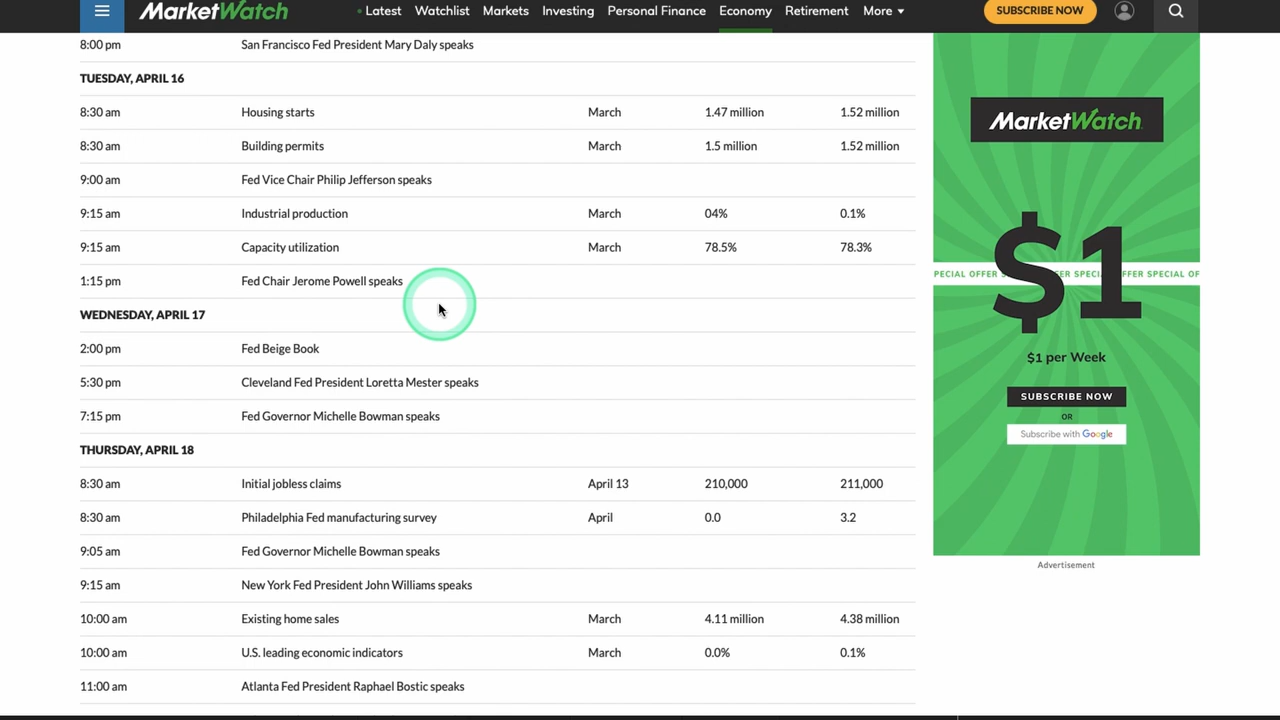 MarketWatch
Latest Watchlist Markets Investing Personal Finance Economy Retirement More SUBSCRIBE NOW
8:00 pm San Francisco Fed President Mary Daly speaks
TUESDAY, APRIL 16
8:30 am Housing starts March 1.47 million 1.52 million
8:30 am Building permits March 1.5 million 1.52 million
9:00 am Fed Vice Chair Philip Jefferson speaks
9:15 am Industrial production March 04% 0.1%
9:15 am Capacity utilization March 78.5% 78.3%
1:15 pm Fed Chair Jerome Powell speaks
WEDNESDAY, APRIL 17
2:00 pm Fed Beige Book
5:30 pm Cleveland Fed President Loretta Mester speaks
7:15 pm Fed Governor Michelle Bowman speaks
THURSDAY, APRIL 18
8:30 am Initial jobless claims April 13 210,000 211,000
8:30 am Philadelphia Fed manufacturing survey April 0.0 3.2
9:05 am Fed Governor Michelle Bowman speaks
9:15 am New York Fed President John Williams speaks
10:00 am Existing home sales March 4.11 million 4.38 million
10:00 am U.S. leading economic indicators March 0.0% 0.1%
11:00 am Atlanta Fed President Raphael Bostic speaks
MarketWatch
PECIAL OFFER S ER SPECI FFER SPECIAL OF
$1
$1 per Week
SUBSCRIBE NOW
OR
Subscribe with Google
Advertisement